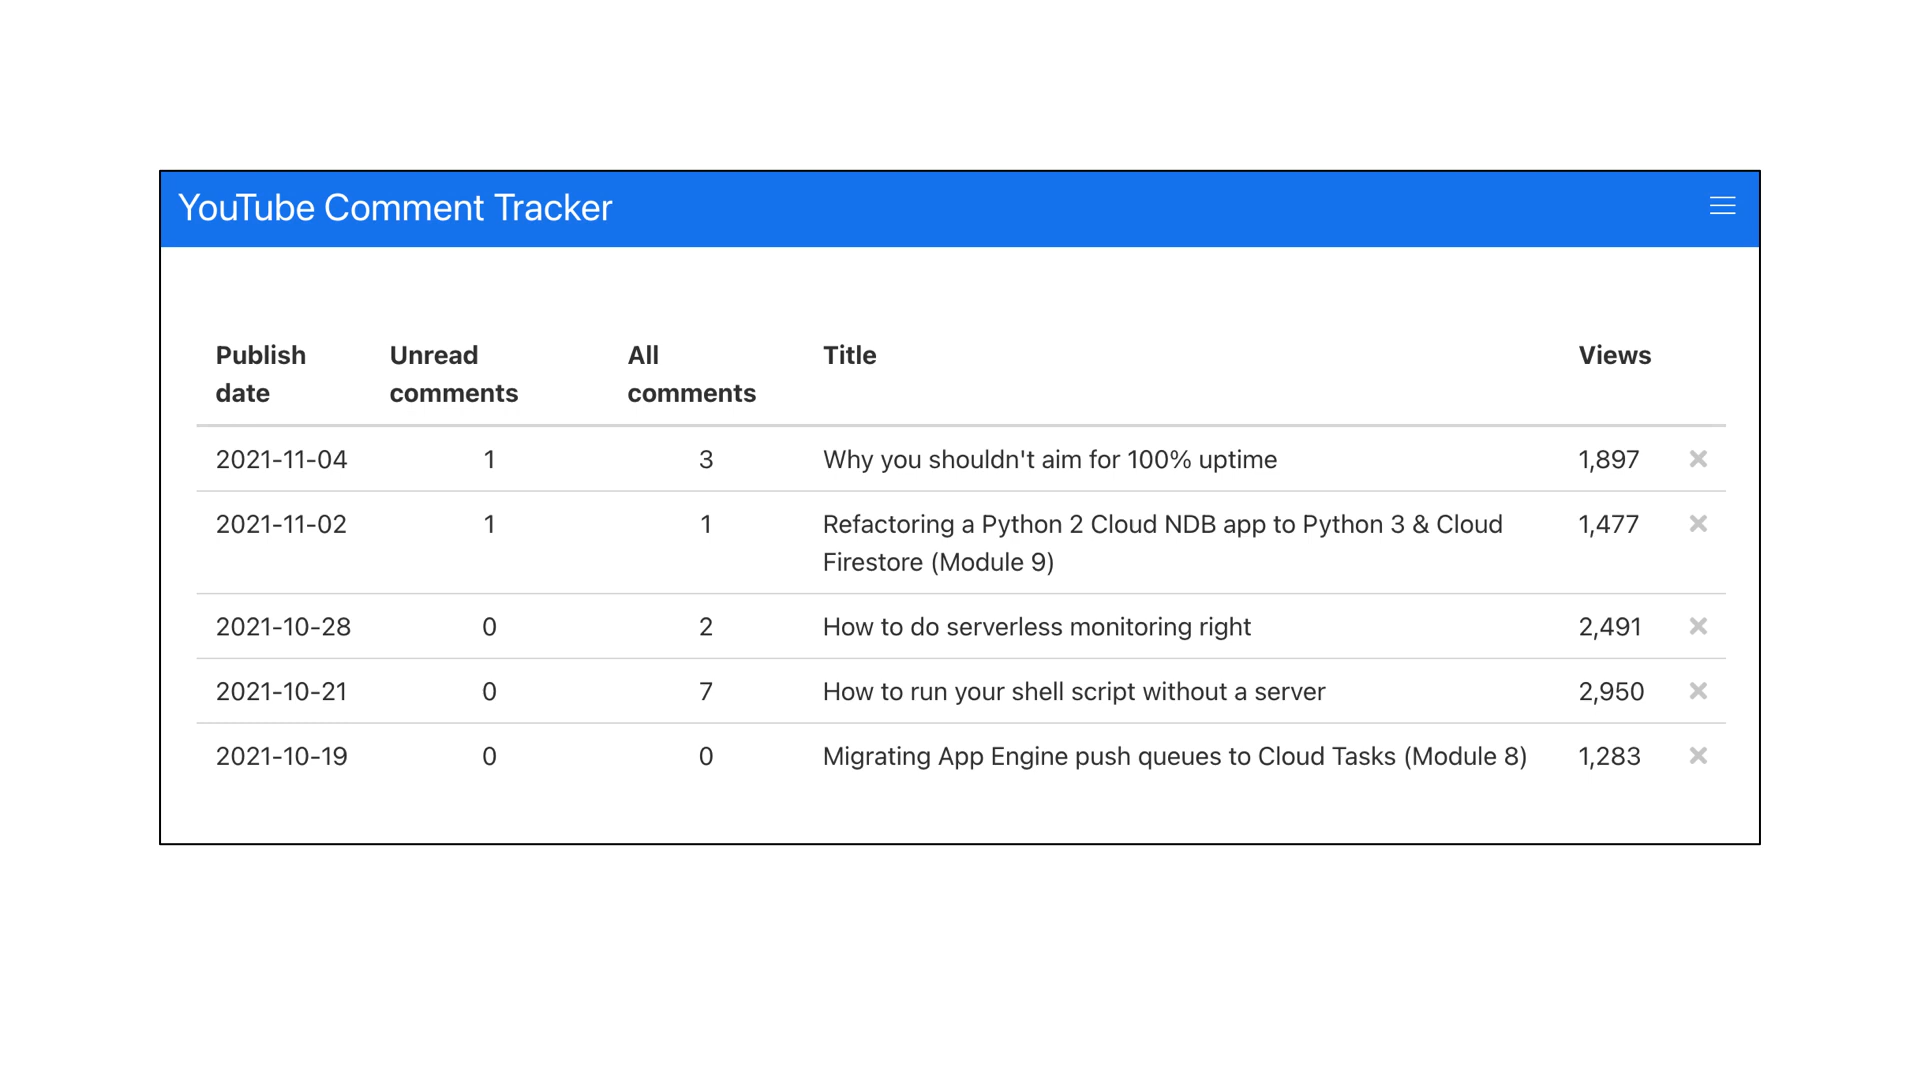 YouTube Comment Tracker
Publish date Unread comments All comments Title Views
2021-11-04 1 3 Why you shouldn't aim for 100% uptime 1,897
2021-11-02 1 1 Refactoring a Python 2 Cloud NDB app to Python 3 & Cloud 1,477
Firestore (Module 9)
2021-10-28 0 2 How to do serverless monitoring right 2,491
2021-10-21 0 7 How to run your shell script without a server 2,950
2021-10-19 0 0 Migrating App Engine push queues to Cloud Tasks (Module 8) 1,283